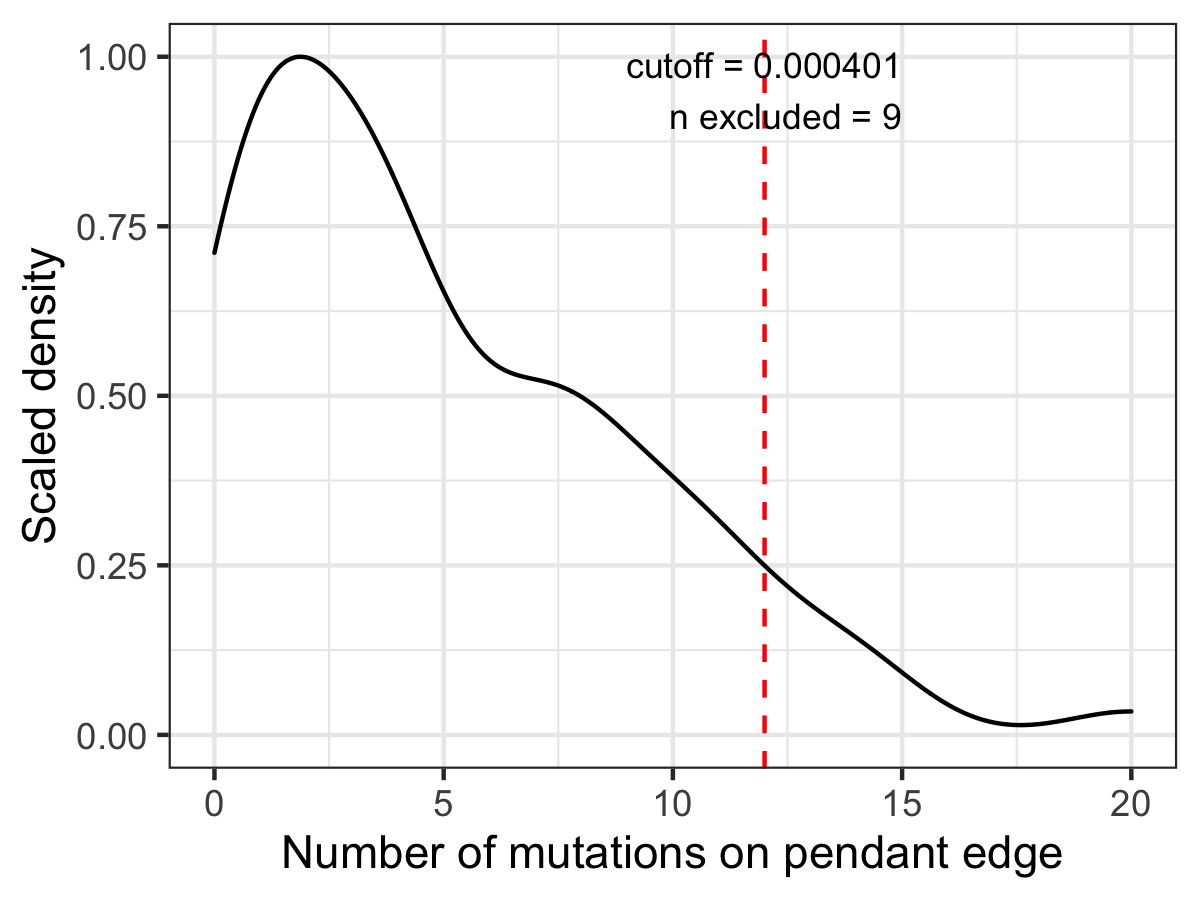 cutoff = 0.000401
n excluded = 9
1.00
0.75
0.50
0.25
0.00
Scaled density
0 5 10 15 20
Number of mutations on pendant edge